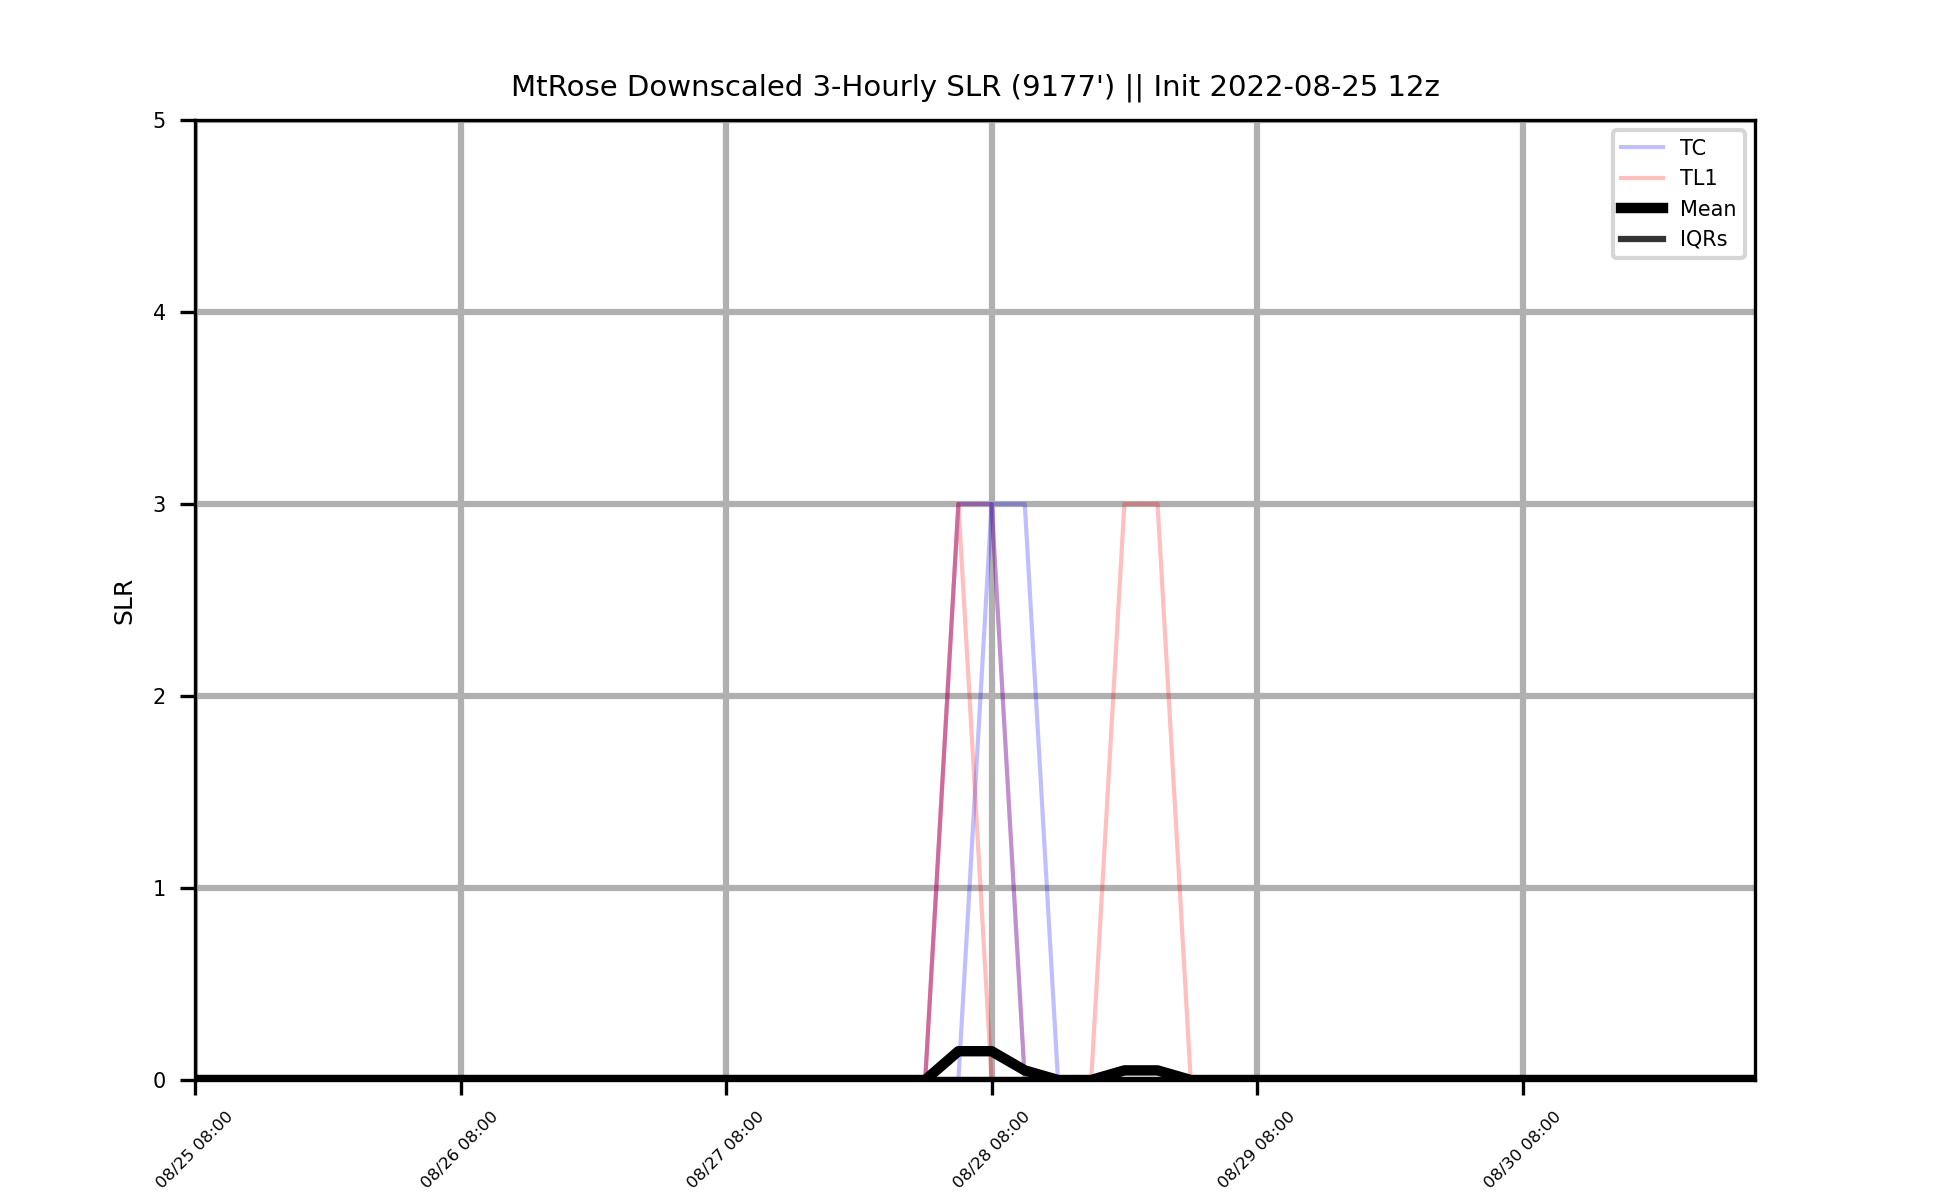 MtRose Downscaled 3-Hourly SLR (9177') || Init 2022-08-25 12z
5
4
3
2
1
0
SLR
TC
TL1
Mean
IQRs
08/25 08:00
08/26 08:00
08/27 08:00
08/28 08:00
08/29 08:00
08/30 08:00